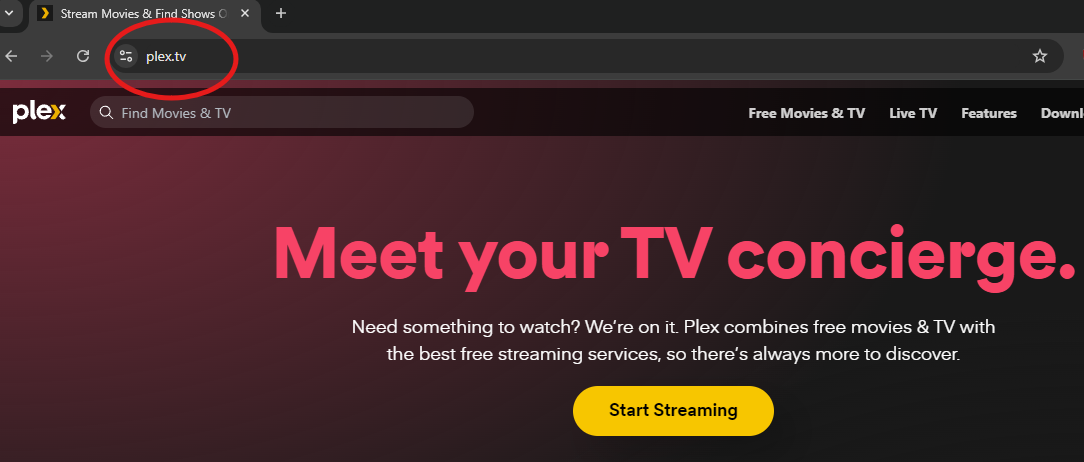 Stream Movies & Find Shows O
plex.tv
plex
Find Movies & TV
Free Movies & TV
Live TV
Features
Downl
Meet your TV concierge.
Need something to watch? We’re on it. Plex combines free movies & TV with
the best free streaming services, so there’s always more to discover.
Start Streaming